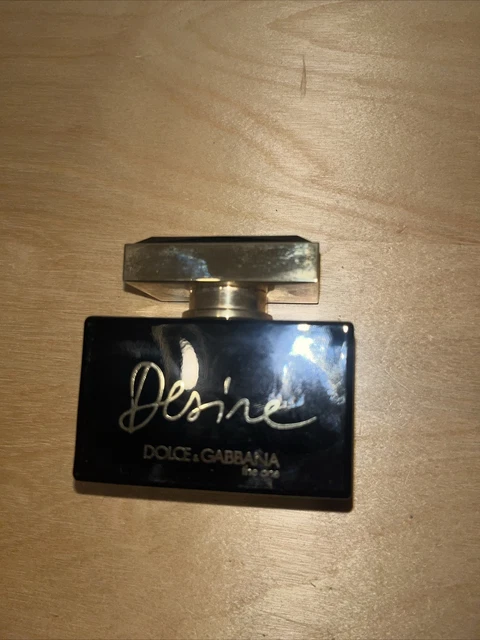 Desire
DOLCE & GABBANA
the one